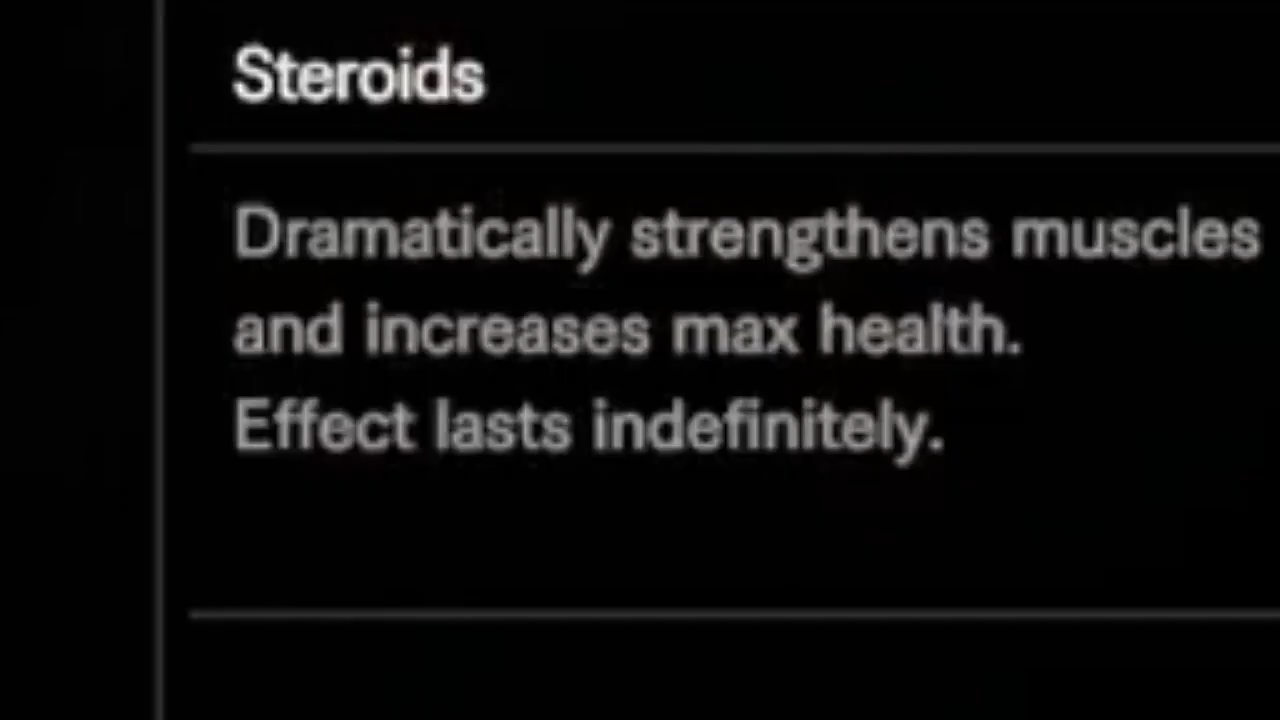 Steroids
Dramatically strengthens muscles
and increases max health.
Effect lasts indefinitely.